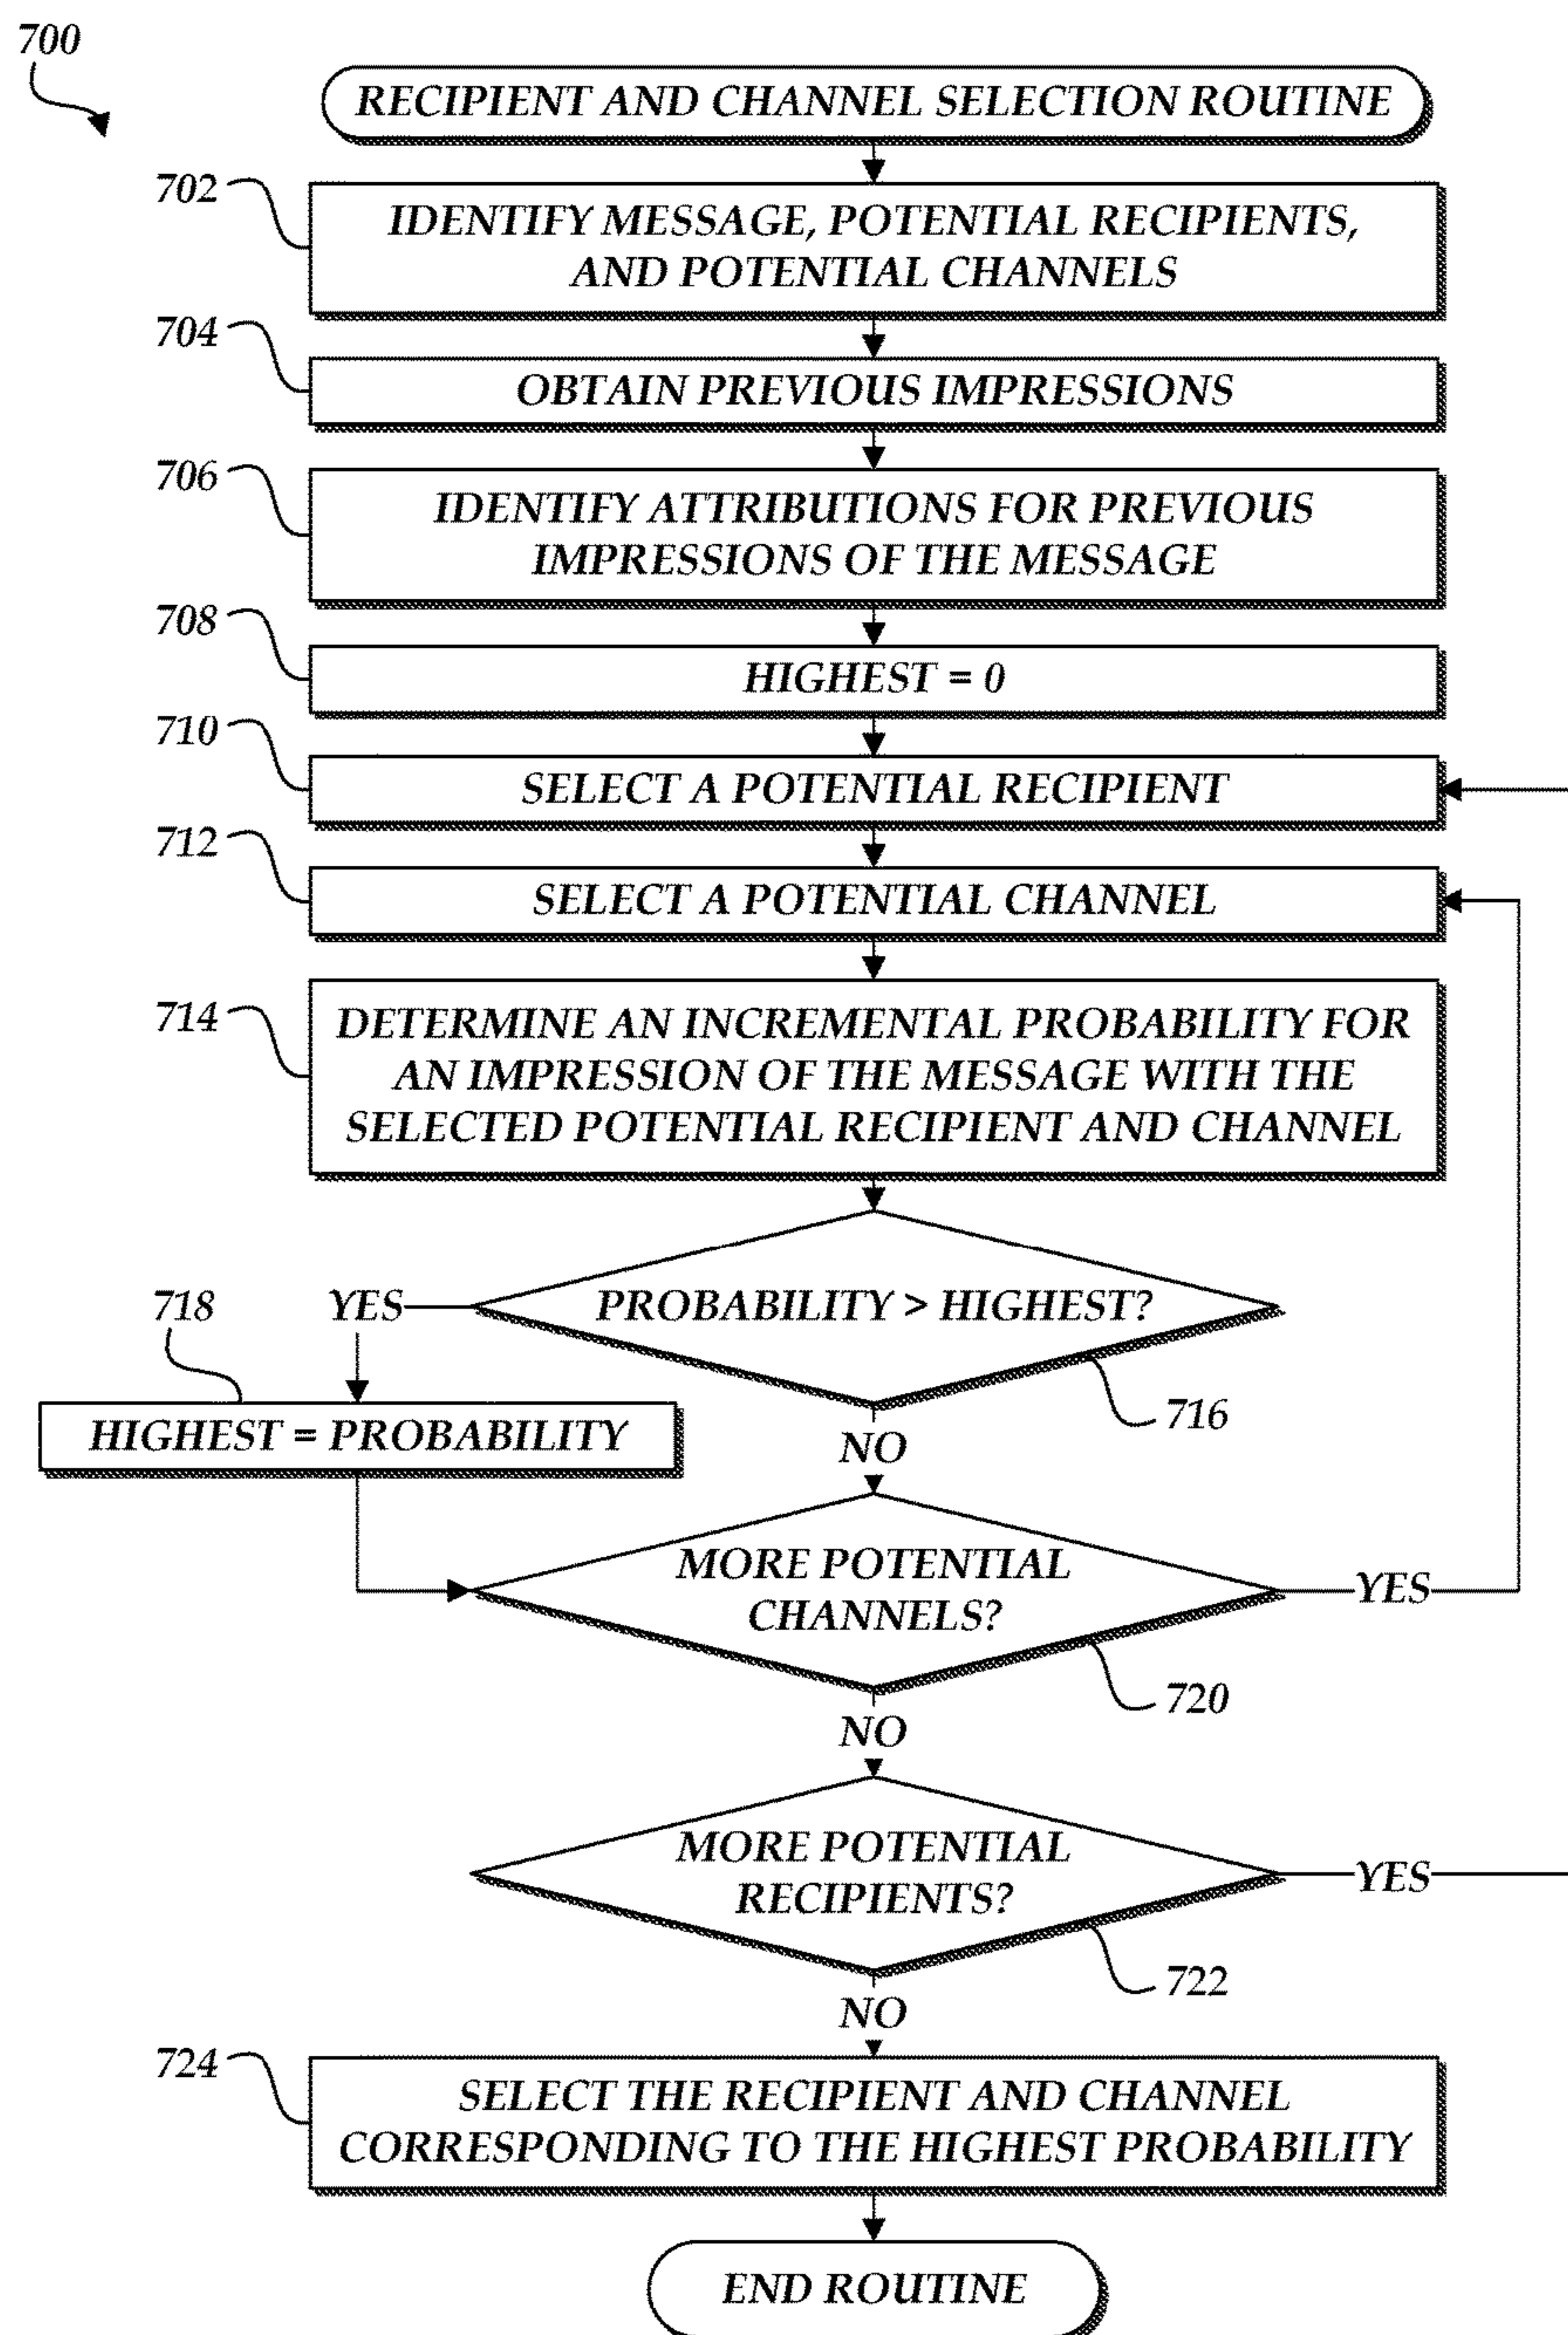 700
RECIPIENT AND CHANNEL SELECTION ROUTINE
702
IDENTIFY MESSAGE, POTENTIAL RECIPIENTS,
AND POTENTIAL CHANNELS
704
OBTAIN PREVIOUS IMPRESSIONS
706
IDENTIFY ATTRIBUTIONS FOR PREVIOUS
IMPRESSIONS OF THE MESSAGE
708
HIGHEST = 0
710
SELECT A POTENTIAL RECIPIENT
712
SELECT A POTENTIAL CHANNEL
714
DETERMINE AN INCREMENTAL PROBABILITY FOR
AN IMPRESSION OF THE MESSAGE WITH THE
SELECTED POTENTIAL RECIPIENT AND CHANNEL
718
YES
PROBABILITY > HIGHEST?
716
HIGHEST = PROBABILITY
NO
MORE POTENTIAL
CHANNELS?
YES
720
NO
MORE POTENTIAL
RECIPIENTS?
YES
722
NO
724
SELECT THE RECIPIENT AND CHANNEL
CORRESPONDING TO THE HIGHEST PROBABILITY
END ROUTINE